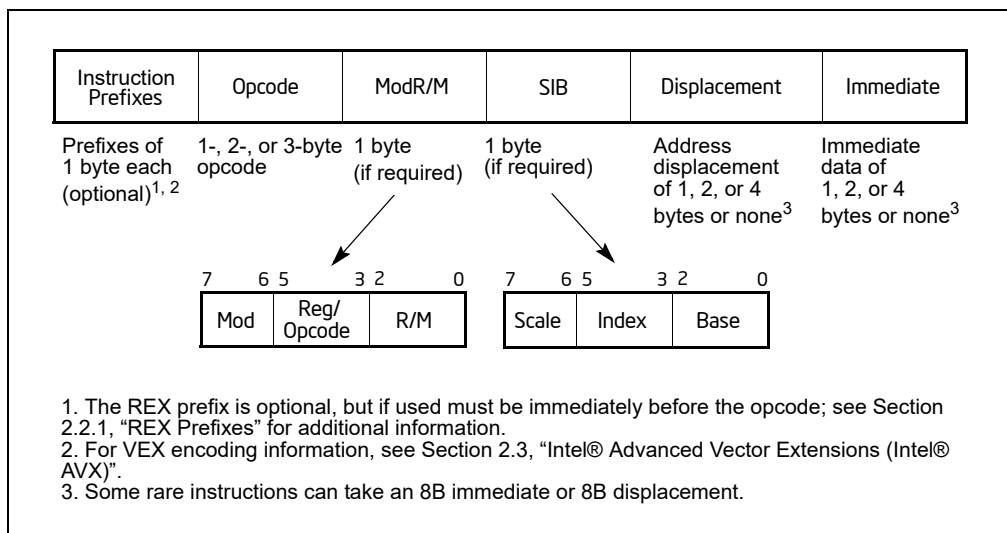 Instruction Prefixes Opcode ModR/M SIB Displacement Immediate
Prefixes of 1 byte each (optional)1, 2
1-, 2-, or 3-byte opcode
1 byte (if required)
1 byte (if required)
Address displacement of 1, 2, or 4 bytes or none3
Immediate data of 1, 2, or 4 bytes or none3
7 6 5 3 2 0
Mod Reg/Opcode R/M
7 6 5 3 2 0
Scale Index Base
1. The REX prefix is optional, but if used must be immediately before the opcode; see Section
2.2.1, “REX Prefixes” for additional information.
2. For VEX encoding information, see Section 2.3, “Intel® Advanced Vector Extensions (Intel®
AVX)”.
3. Some rare instructions can take an 8B immediate or 8B displacement.